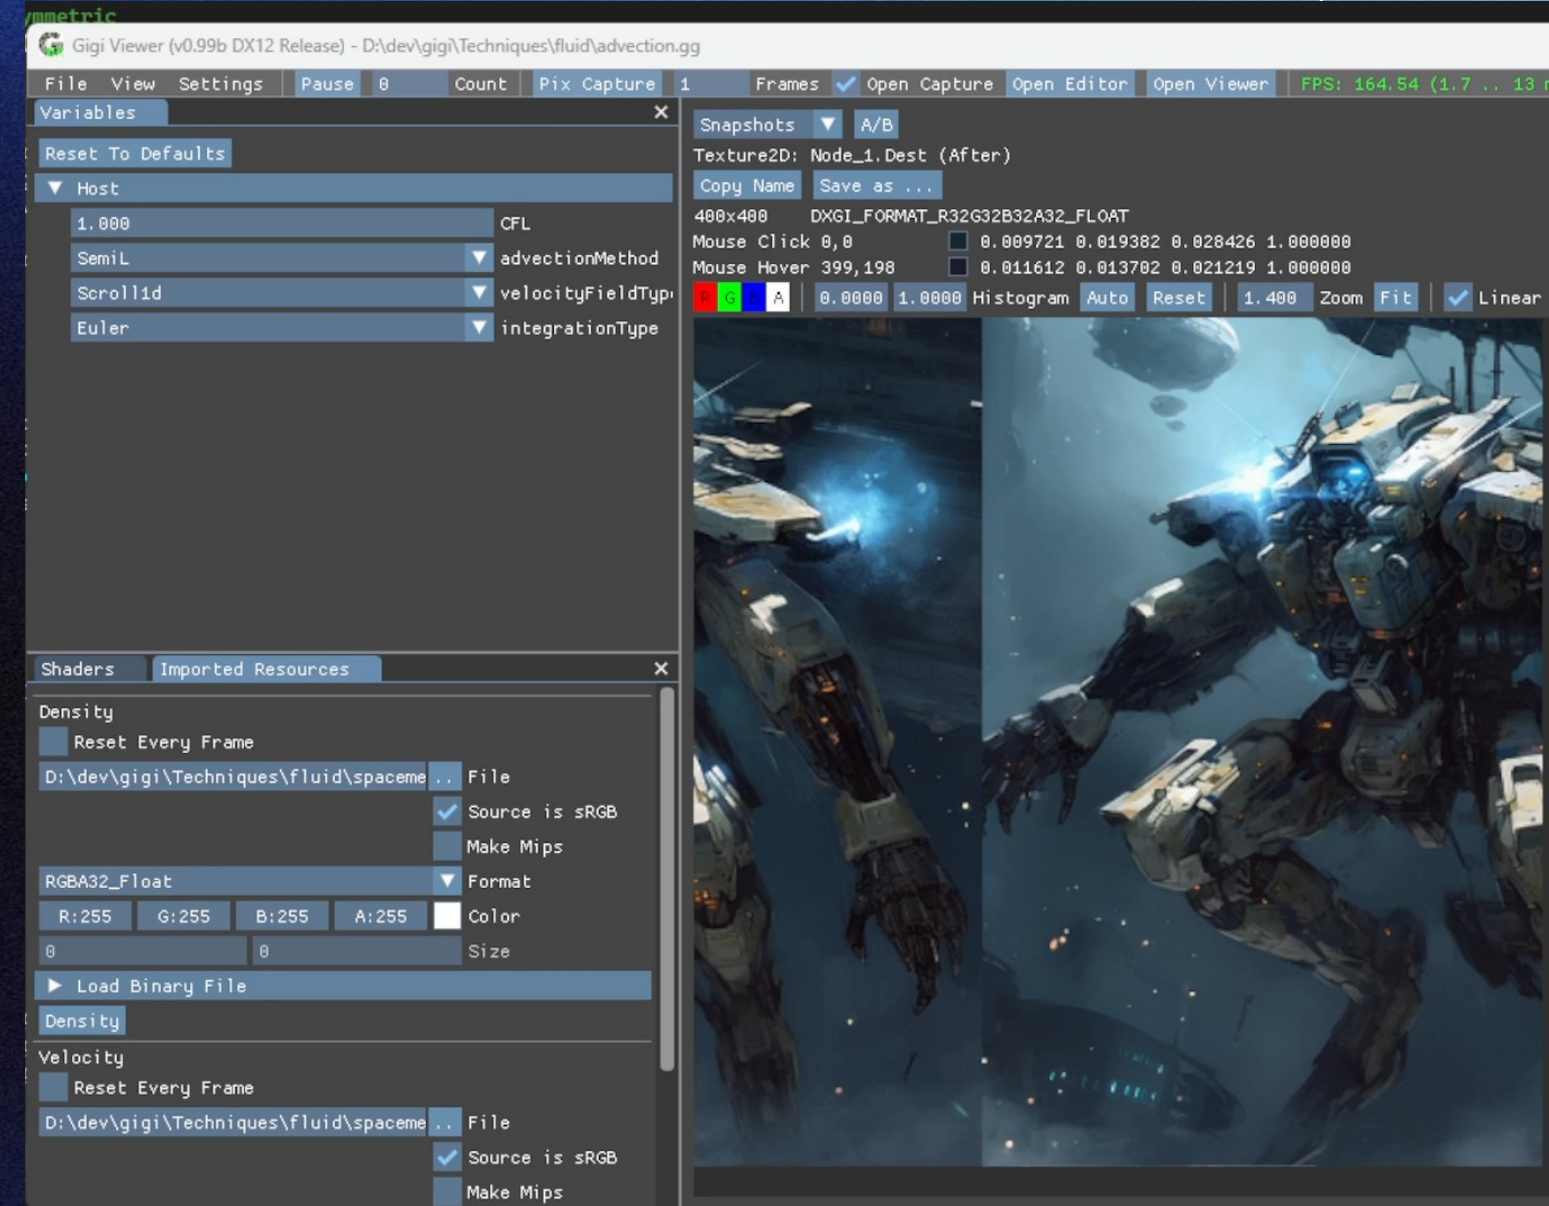 ymmetric
Gigi Viewer (v0.99b DX12 Release) - D:\dev\gigi\Techniques\fluid\advection.gg
File View Settings Pause 0 Count Pix Capture 1 Frames Open Capture Open Editor Open Viewer FPS: 164.54 (1.7 .. 13
Variables
Reset To Defaults
Host
1.000 CFL
SemiL advectionMethod
Scroll1d velocityFieldTyp
Euler integrationType
Shaders Imported Resources
Density
Reset Every Frame
D:\dev\gigi\Techniques\fluid\spaceme .. File
Source is sRGB
Make Mips
RGBA32_Float Format
R:255 G:255 B:255 A:255 Color
0 0 Size
Load Binary File
Density
Velocity
Reset Every Frame
D:\dev\gigi\Techniques\fluid\spaceme .. File
Source is sRGB
Make Mips
Snapshots A/B
Texture2D: Node_1.Dest (After)
Copy Name Save as ...
400x400 DXGI_FORMAT_R32G32B32A32_FLOAT
Mouse Click 0,0 0.009721 0.019382 0.028426 1.000000
Mouse Hover 399,198 0.011612 0.013702 0.021219 1.000000
R G B A 0.0000 1.0000 Histogram Auto Reset 1.400 Zoom Fit Linear